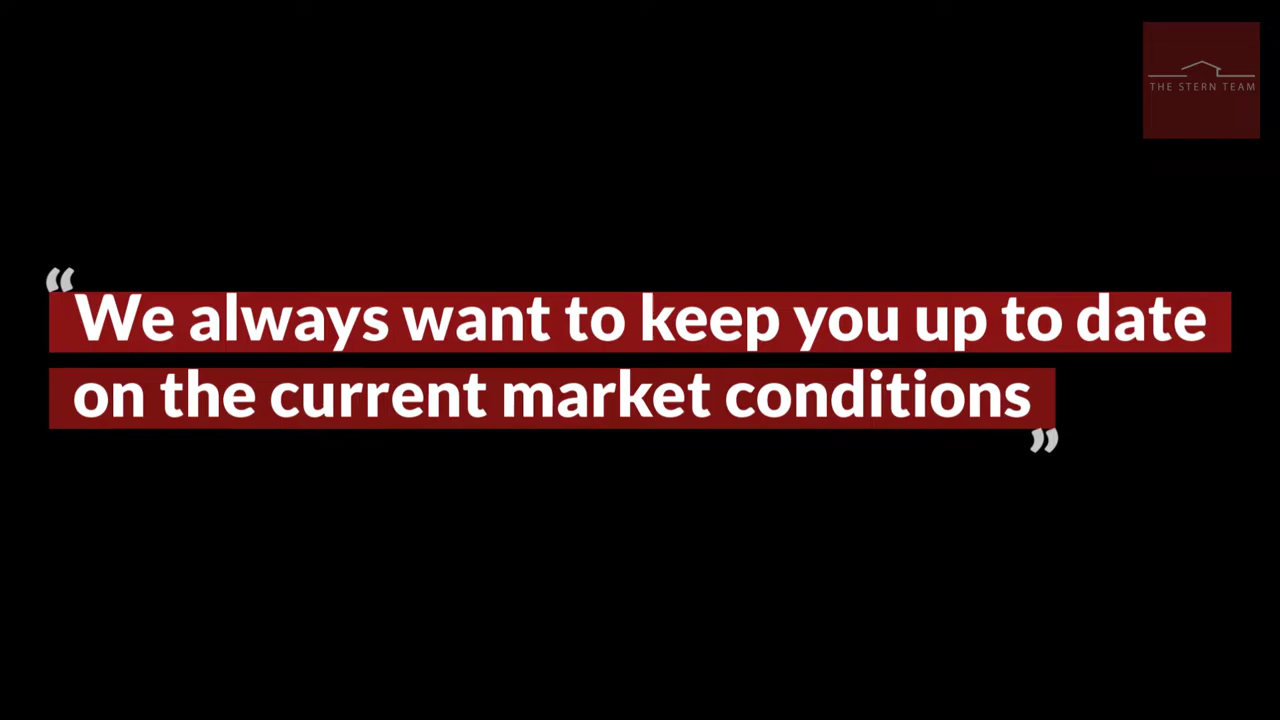 THE STERN TEAM
“We always want to keep you up to date
on the current market conditions”